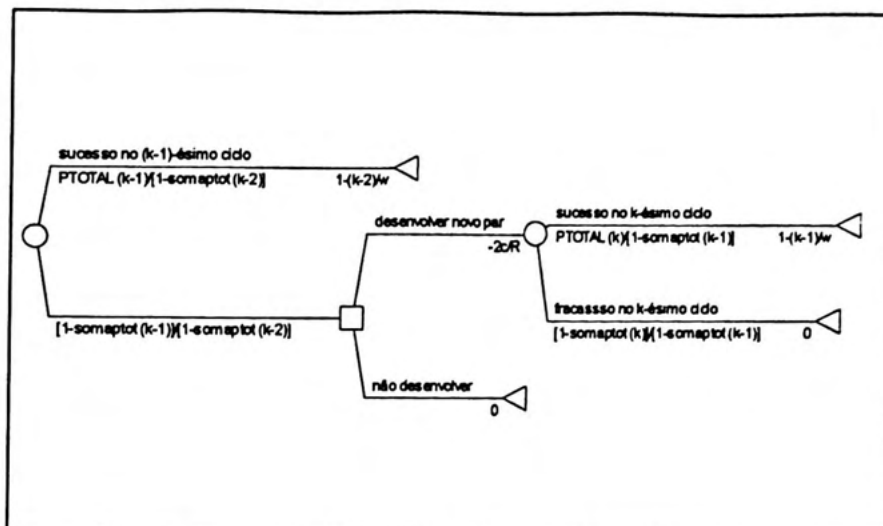 sucesso no (k-1)-ésimo ciclo
PTOTAL (k-1)/[1-somaptot (k-2)]
1-(k-2)/w
desenvolver novo par
-2c/R
sucesso no k-ésimo ciclo
PTOTAL (k)/[1-somaptot (k-1)]
1-(k-1)/w
[1-somaptot (k-1)]/[1-somaptot (k-2)]
fracassso no k-ésimo ciclo
[1-somaptot (k)]/[1-somaptot (k-1)]
0
não desenvolver
0